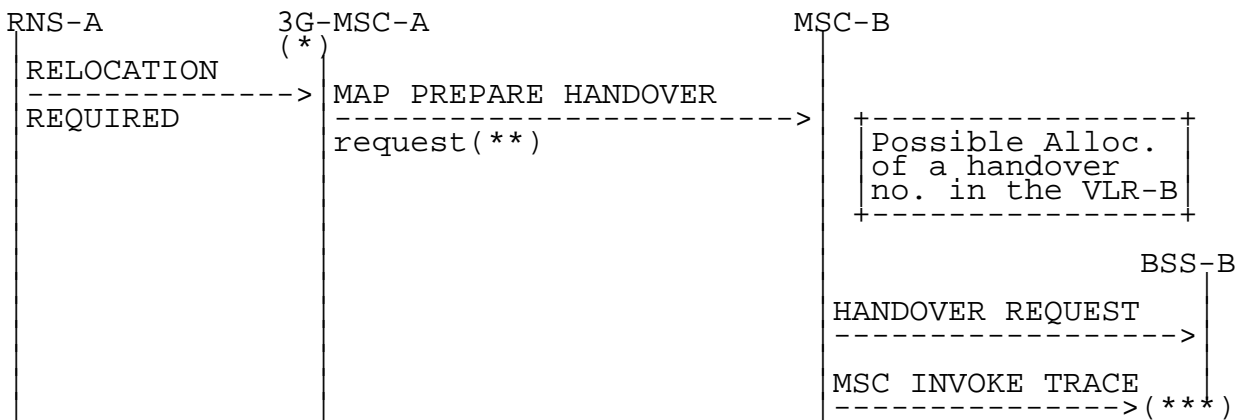 RNS-A 3G-MSC-A MSC-B
(*)
RELOCATION
-------------->
MAP PREPARE HANDOVER
REQUIRED
------------------------>
request(**)
Possible Alloc.
of a handover
no. in the VLR-B
BSS-B
HANDOVER REQUEST
------------------>
MSC INVOKE TRACE
--------------->(***)